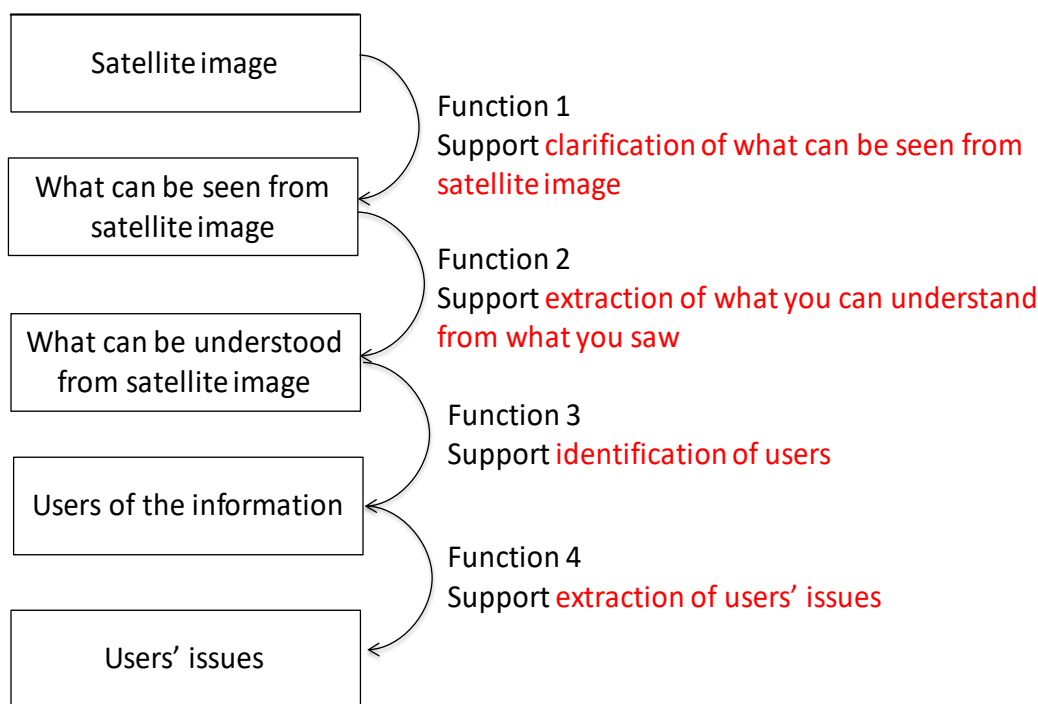 Satellite image
Function 1
Support clarification of what can be seen from
satellite image
What can be seen from
satellite image
Function 2
Support extraction of what you can understand
from what you saw
What can be understood
from satellite image
Function 3
Support identification of users
Users of the information
Function 4
Support extraction of users’ issues
Users’ issues